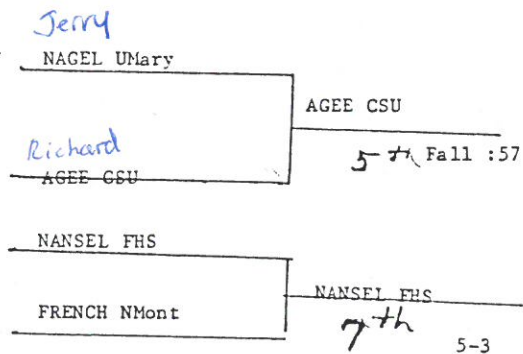 Jerry
NAGEL UMary
AGEE CSU
Richard
5th Fall :57
AGEE CSU
NANSEL FHS
NANSEL FHS
FRENCH NMont
7th
5-3